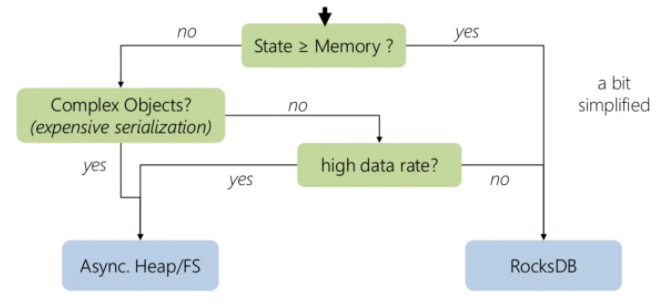 no
State ≥ Memory ?
yes
a bit
simplified
Complex Objects?
(expensive serialization)
no
high data rate?
yes
yes
no
Async. Heap/FS
RocksDB